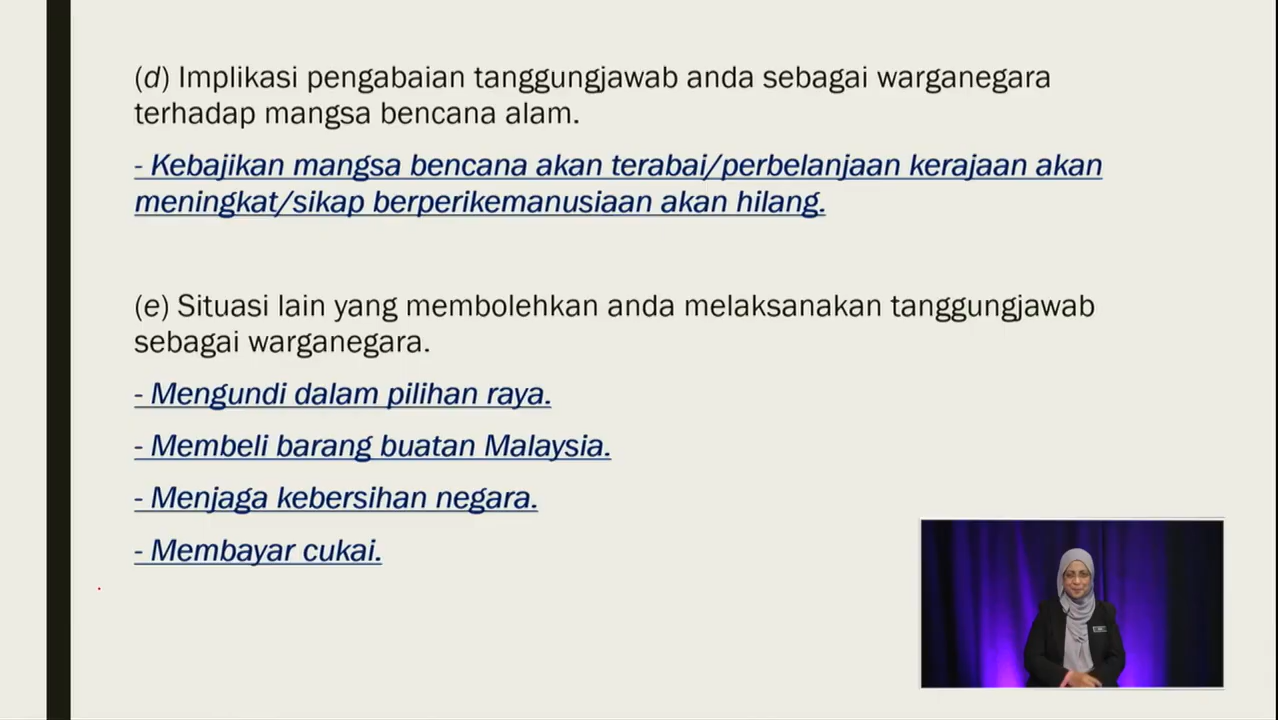 (d) Implikasi pengabaian tanggungjawab anda sebagai warganegara
terhadap mangsa bencana alam.
- Kebajikan mangsa bencana akan terabai/perbelanjaan kerajaan akan
meningkat/sikap berperikemanusiaan akan hilang.
(e) Situasi lain yang membolehkan anda melaksanakan tanggungjawab
sebagai warganegara.
- Mengundi dalam pilihan raya.
- Membeli barang buatan Malaysia.
- Menjaga kebersihan negara.
- Membayar cukai.